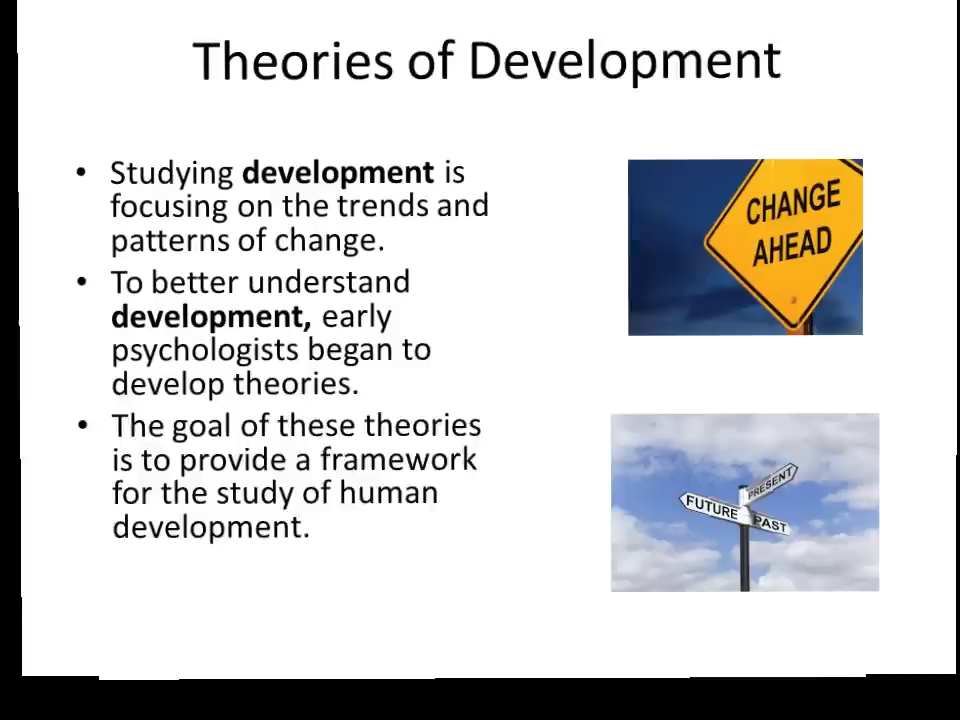 Theories of Development
• Studying development is
focusing on the trends and
patterns of change.
• To better understand
development, early
psychologists began to
develop theories.
• The goal of these theories
is to provide a framework
for the study of human
development.
CHANGE
AHEAD
PRESENT
FUTURE
PAST